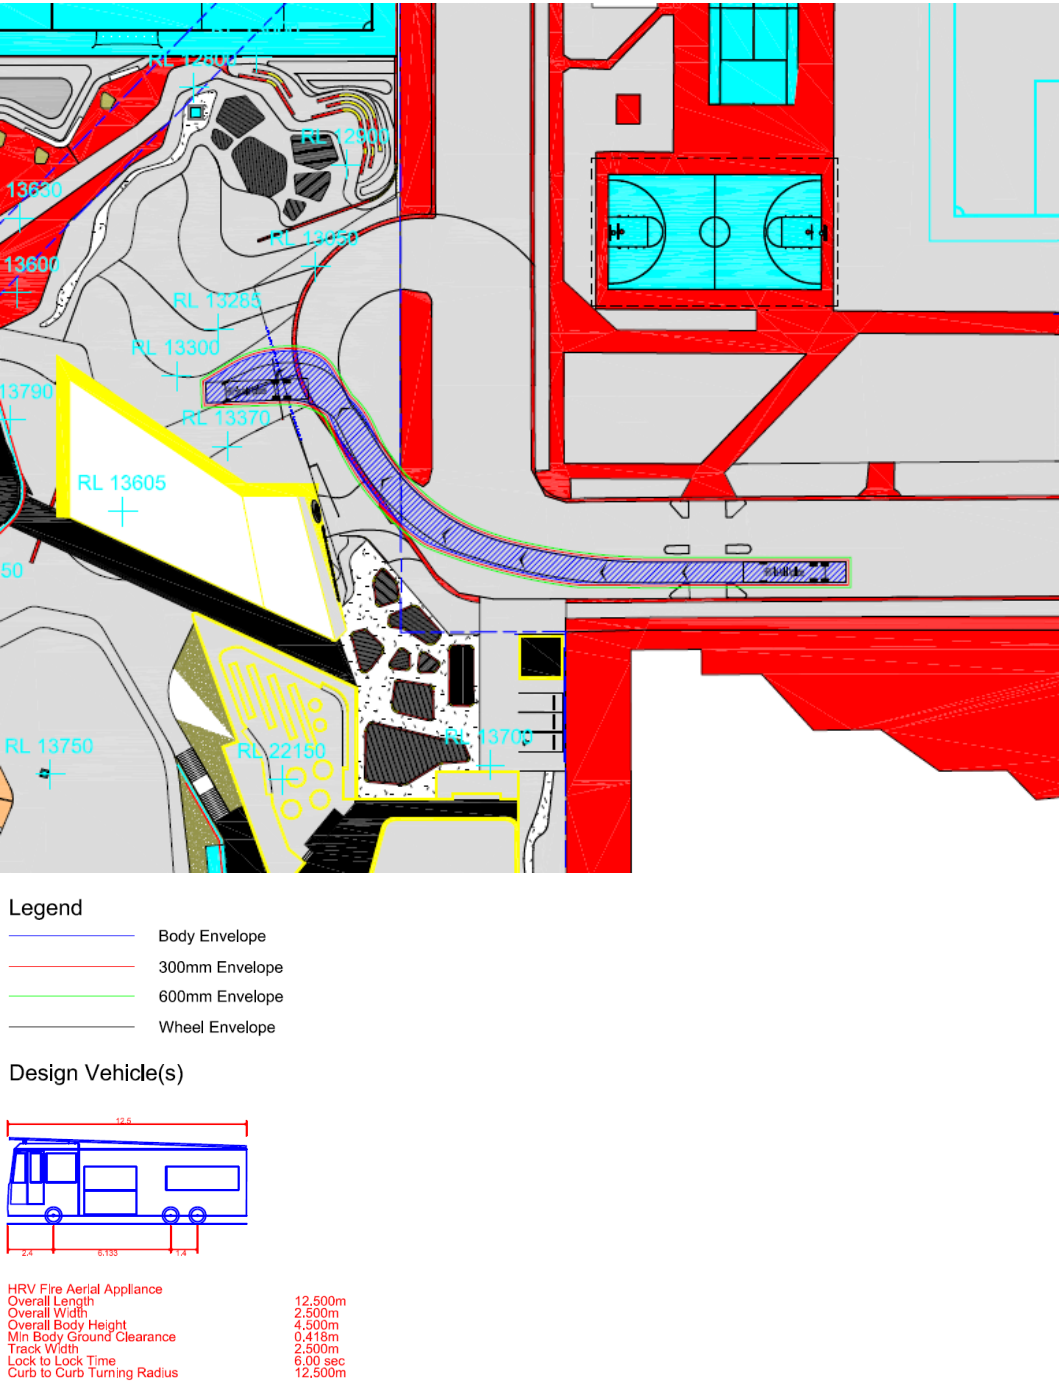 RL 12800
RL 12900
13630
RL 13050
13600
RL 13285
RL 13300
13790
RL 13370
RL 13605
50
RL 13750
RL 22150
RL 13700
Legend
Body Envelope
300mm Envelope
600mm Envelope
Wheel Envelope
Design Vehicle(s)
12.5
2.4 6.133 1.4
HRV Fire Aerial Appliance
Overall Length 12.500m
Overall Width 2.500m
Overall Body Height 4.500m
Min Body Ground Clearance 0.418m
Track Width 2.500m
Lock to Lock Time 6.00 sec
Curb to Curb Turning Radius 12.500m